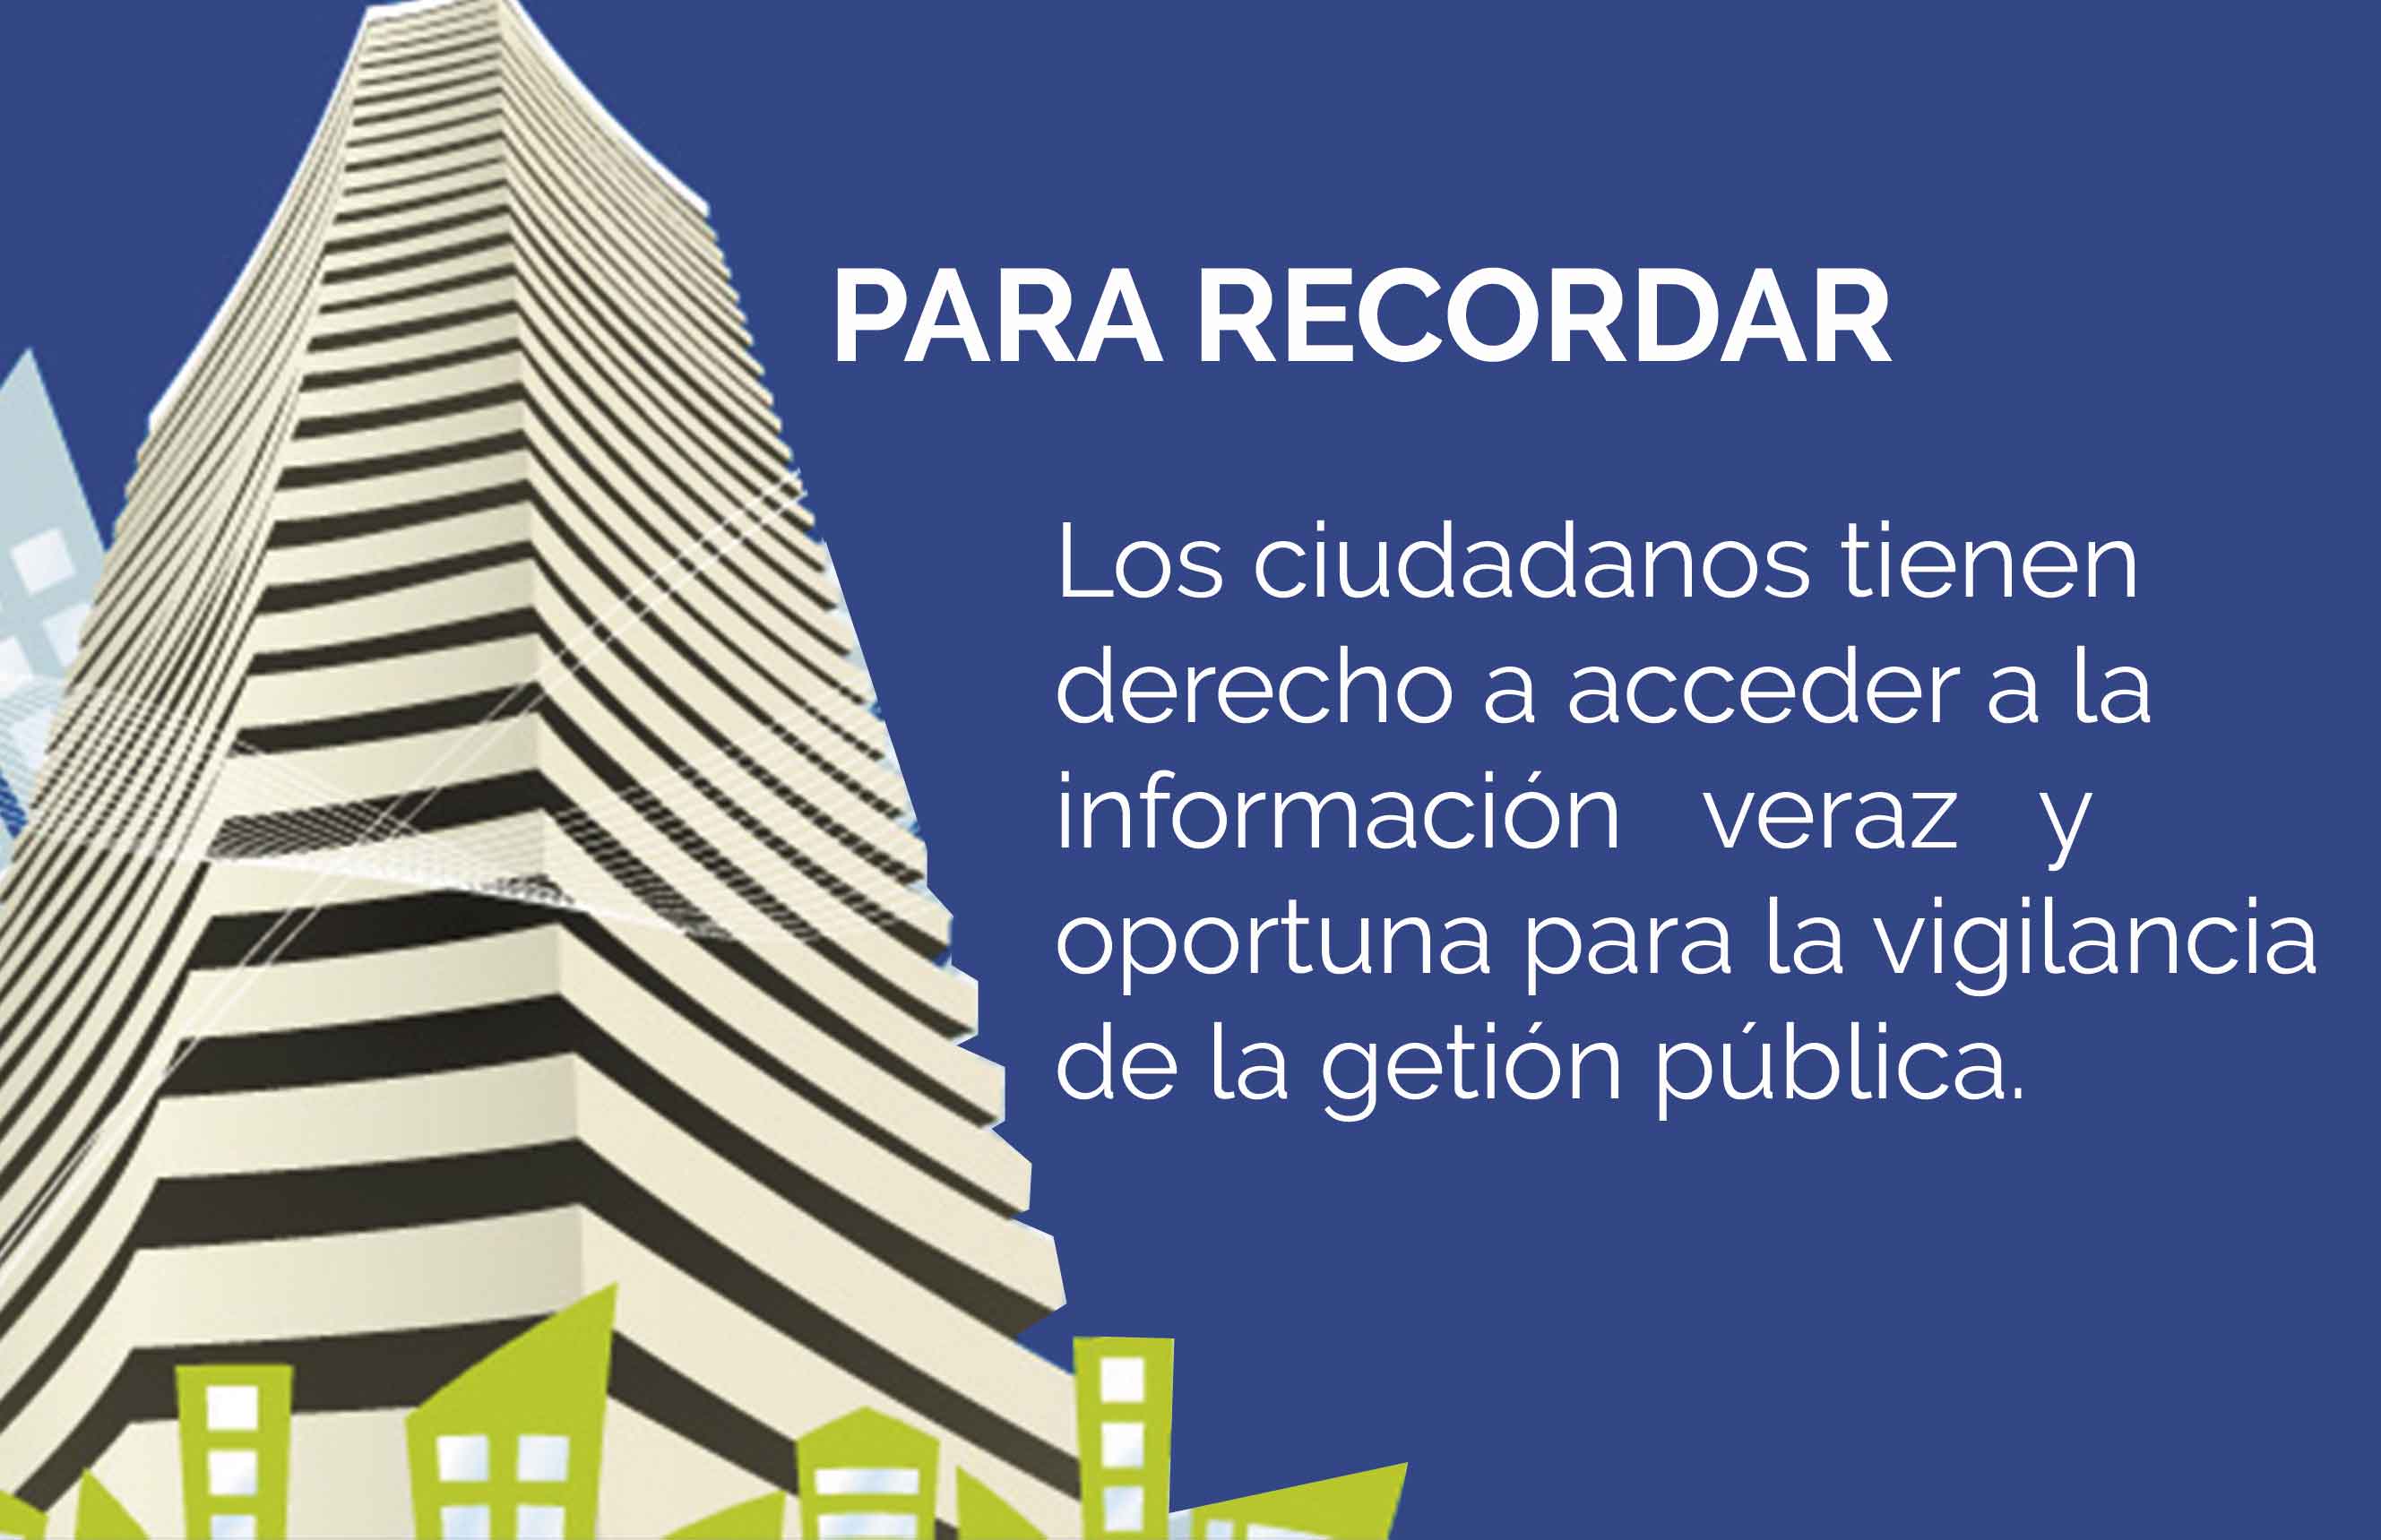 PARA RECORDAR
Los ciudadanos tienen
derecho a acceder a la
información veraz y
oportuna para la vigilancia
de la getión pública.